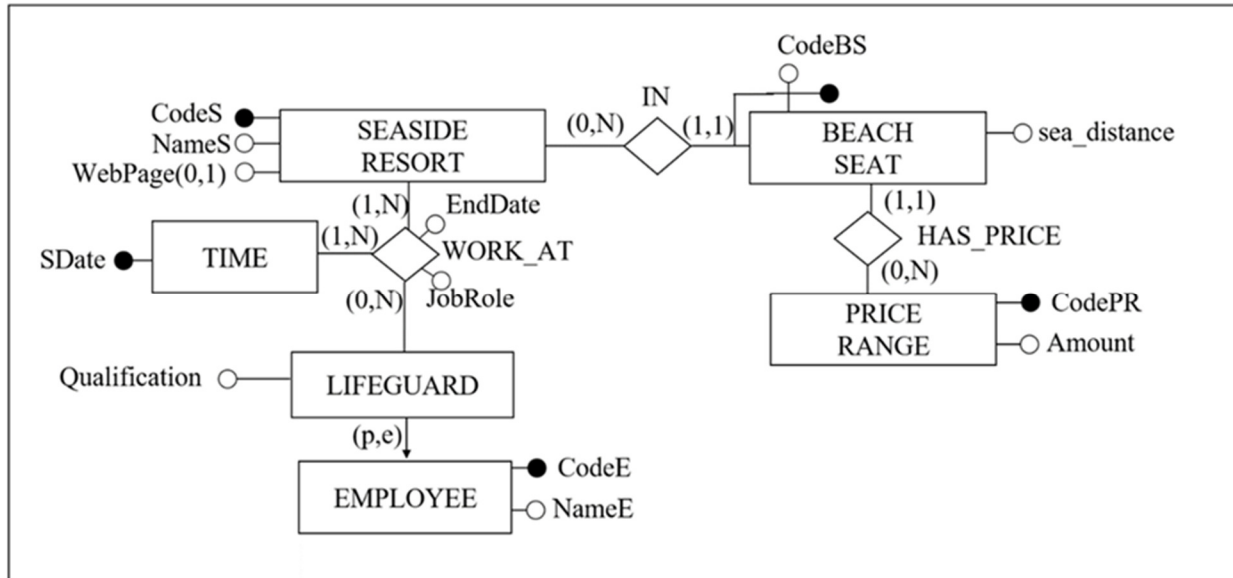 CodeBS
CodeS
NameS
WebPage(0,1)
SEASIDE
RESORT
(0,N)
IN
(1,1)
BEACH
SEAT
sea_distance
(1,N)
EndDate
(1,1)
SDate
TIME
(1,N)
WORK_AT
HAS_PRICE
(0,N)
JobRole
(0,N)
PRICE
RANGE
CodePR
Amount
Qualification
LIFEGUARD
(p,e)
EMPLOYEE
CodeE
NameE